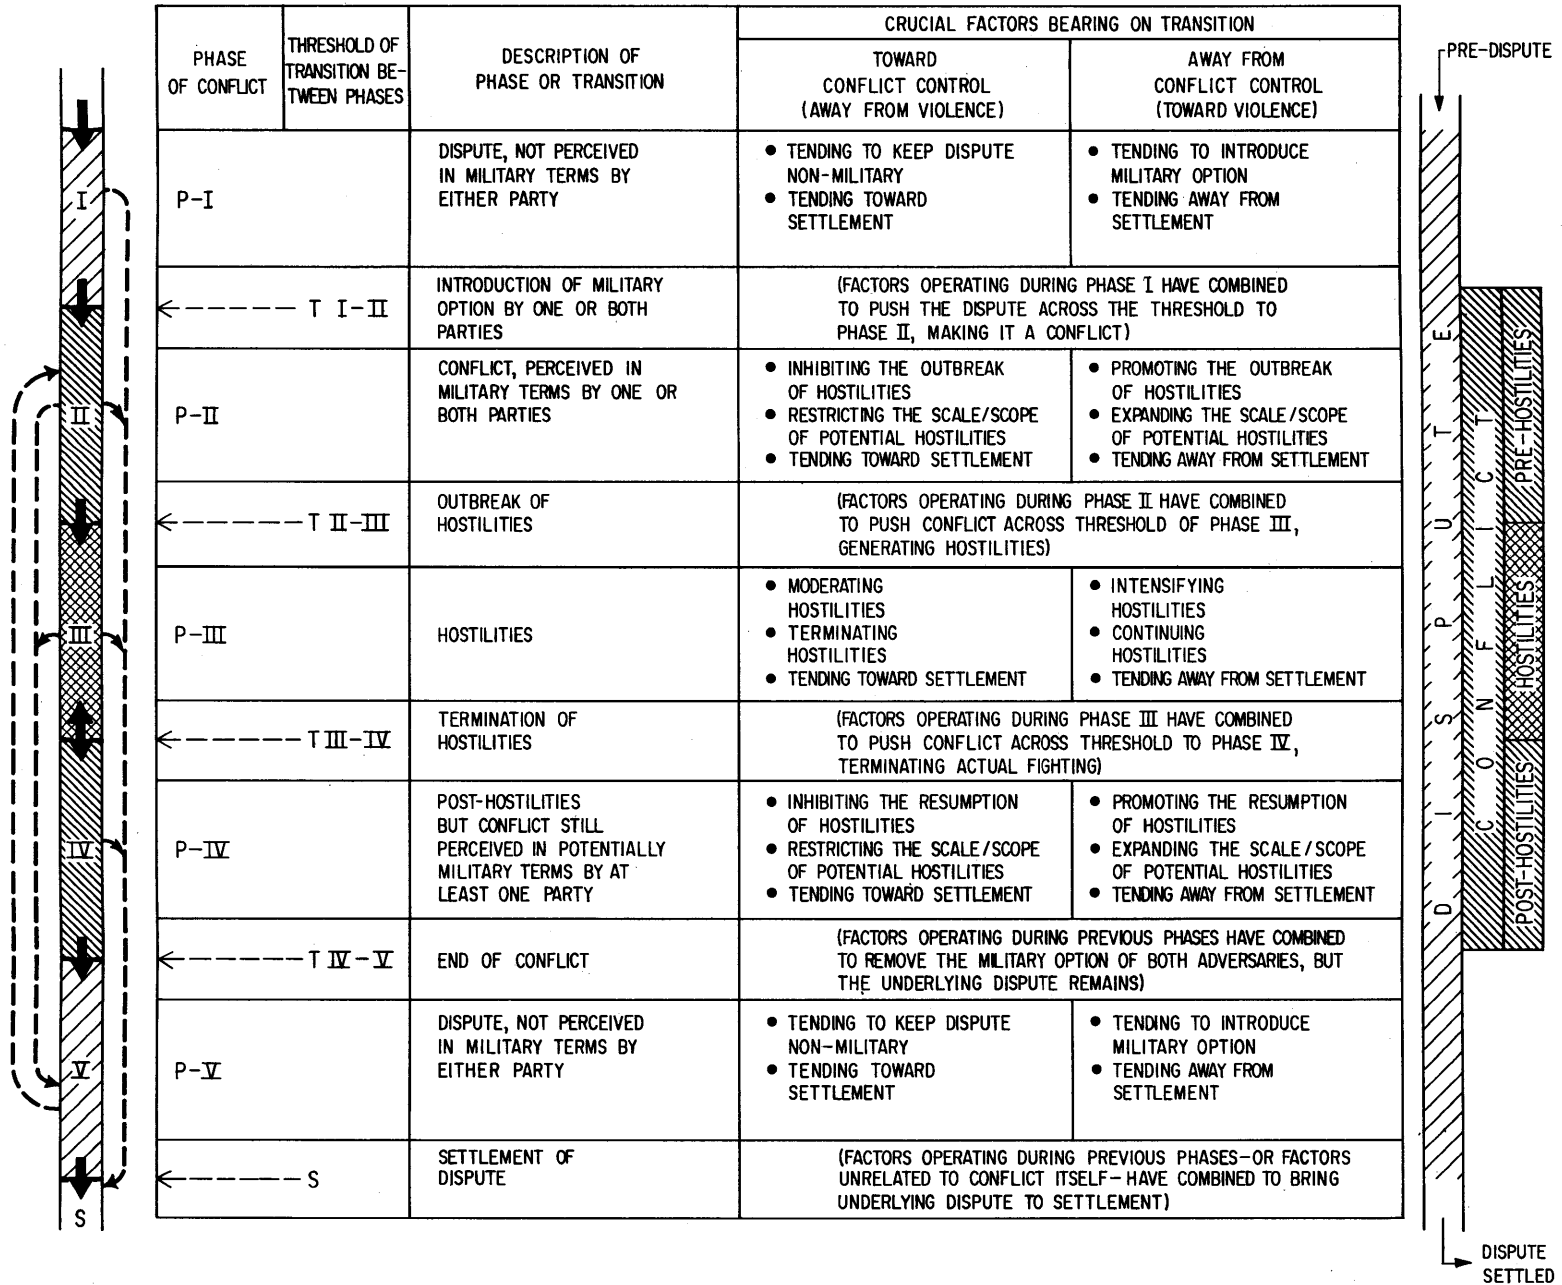 CRUCIAL FACTORS BEARING ON TRANSITION
PHASE
OF CONFLICT
THRESHOLD OF
TRANSITION BE-
TWEEN PHASES
DESCRIPTION OF
PHASE OR TRANSITION
TOWARD
CONFLICT CONTROL
(AWAY FROM VIOLENCE)
AWAY FROM
CONFLICT CONTROL
(TOWARD VIOLENCE)
P-I
DISPUTE, NOT PERCEIVED
IN MILITARY TERMS BY
EITHER PARTY
• TENDING TO KEEP DISPUTE
NON-MILITARY
• TENDING TOWARD
SETTLEMENT
• TENDING TO INTRODUCE
MILITARY OPTION
• TENDING AWAY FROM
SETTLEMENT
T I-II
INTRODUCTION OF MILITARY
OPTION BY ONE OR BOTH
PARTIES
(FACTORS OPERATING DURING PHASE I HAVE COMBINED
TO PUSH THE DISPUTE ACROSS THE THRESHOLD TO
PHASE II, MAKING IT A CONFLICT)
P-II
CONFLICT, PERCEIVED IN
MILITARY TERMS BY ONE OR
BOTH PARTIES
• INHIBITING THE OUTBREAK
OF HOSTILITIES
• RESTRICTING THE SCALE/SCOPE
OF POTENTIAL HOSTILITIES
• TENDING TOWARD SETTLEMENT
• PROMOTING THE OUTBREAK
OF HOSTILITIES
• EXPANDING THE SCALE/SCOPE
OF POTENTIAL HOSTILITIES
• TENDING AWAY FROM SETTLEMENT
T II-III
OUTBREAK OF
HOSTILITIES
(FACTORS OPERATING DURING PHASE II HAVE COMBINED
TO PUSH CONFLICT ACROSS THRESHOLD OF PHASE III,
GENERATING HOSTILITIES)
P-III
HOSTILITIES
• MODERATING
HOSTILITIES
• TERMINATING
HOSTILITIES
• TENDING TOWARD SETTLEMENT
• INTENSIFYING
HOSTILITIES
• CONTINUING
HOSTILITIES
• TENDING AWAY FROM SETTLEMENT
T III-IV
TERMINATION OF
HOSTILITIES
(FACTORS OPERATING DURING PHASE III HAVE COMBINED
TO PUSH CONFLICT ACROSS THRESHOLD TO PHASE IV,
TERMINATING ACTUAL FIGHTING)
P-IV
POST-HOSTILITIES
BUT CONFLICT STILL
PERCEIVED IN POTENTIALLY
MILITARY TERMS BY AT
LEAST ONE PARTY
• INHIBITING THE RESUMPTION
OF HOSTILITIES
• RESTRICTING THE SCALE/SCOPE
OF POTENTIAL HOSTILITIES
• TENDING TOWARD SETTLEMENT
• PROMOTING THE RESUMPTION
OF HOSTILITIES
• EXPANDING THE SCALE/SCOPE
OF POTENTIAL HOSTILITIES
• TENDING AWAY FROM SETTLEMENT
T IV-V
END OF CONFLICT
(FACTORS OPERATING DURING PREVIOUS PHASES HAVE COMBINED
TO REMOVE THE MILITARY OPTION OF BOTH ADVERSARIES, BUT
THE UNDERLYING DISPUTE REMAINS)
P-V
DISPUTE, NOT PERCEIVED
IN MILITARY TERMS BY
EITHER PARTY
• TENDING TO KEEP DISPUTE
NON-MILITARY
• TENDING TOWARD
SETTLEMENT
• TENDING TO INTRODUCE
MILITARY OPTION
• TENDING AWAY FROM
SETTLEMENT
S
SETTLEMENT OF
DISPUTE
(FACTORS OPERATING DURING PREVIOUS PHASES-OR FACTORS
UNRELATED TO CONFLICT ITSELF-HAVE COMBINED TO BRING
UNDERLYING DISPUTE TO SETTLEMENT)
I
II
III
IV
V
S
PRE-DISPUTE
DISPUTE
CONFLICT
PRE-HOSTILITIES
HOSTILITIES
POST-HOSTILITIES
DISPUTE
SETTLED